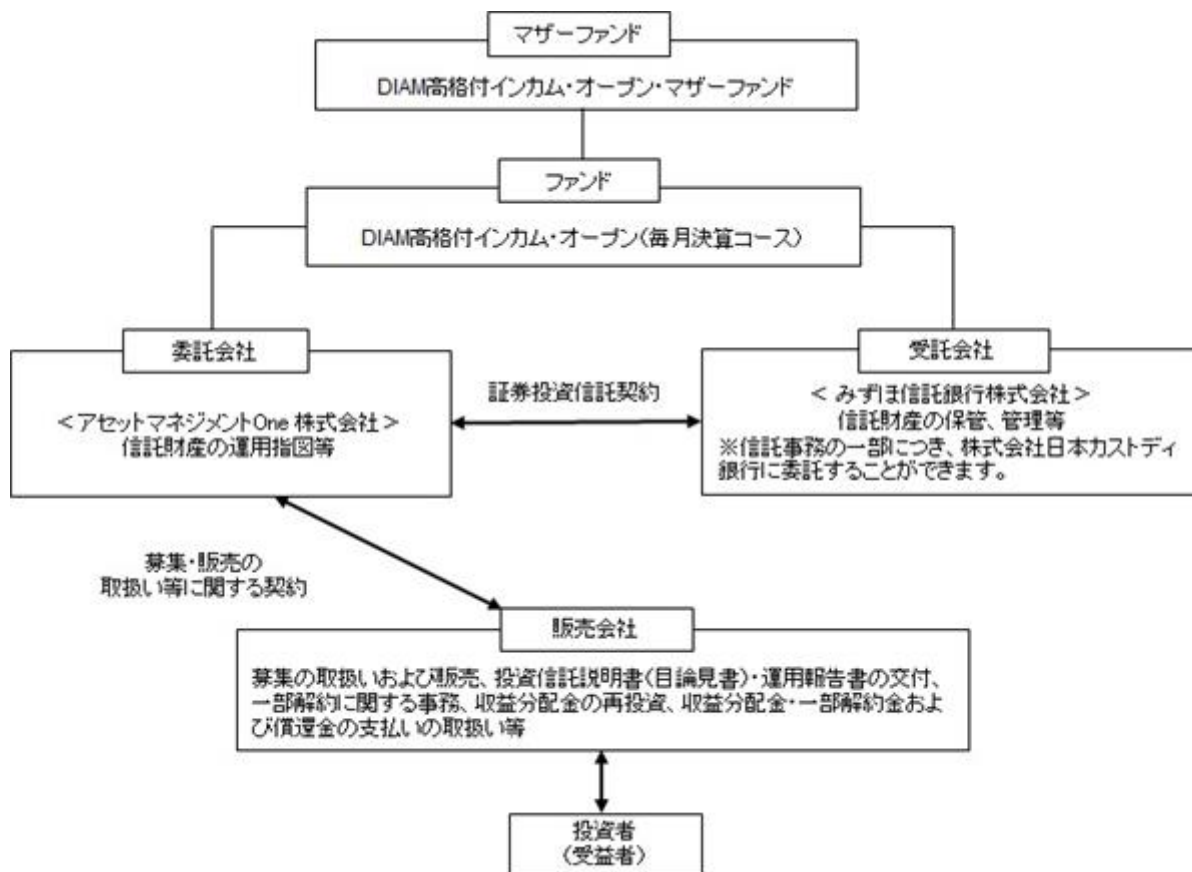 マザーファンド
DIAM高格付インカム・オープン・マザーファンド
ファンド
DIAM高格付インカム・オープン（毎月決算コース）
委託会社
＜アセットマネジメントOne 株式会社＞
信託財産の運用指図等
証券投資信託契約
受託会社
＜みずほ信託銀行株式会社＞
信託財産の保管、管理等
※信託事務の一部につき、株式会社日本カストディ
銀行に委託することができます。
募集・販売の
取扱い等に関する契約
販売会社
募集の取扱いおよび販売、投資信託説明書（目論見書）・運用報告書の交付、
一部解約に関する事務、収益分配金の再投資、収益分配金・一部解約金およ
び償還金の支払いの取扱い等
投資者
（受益者）